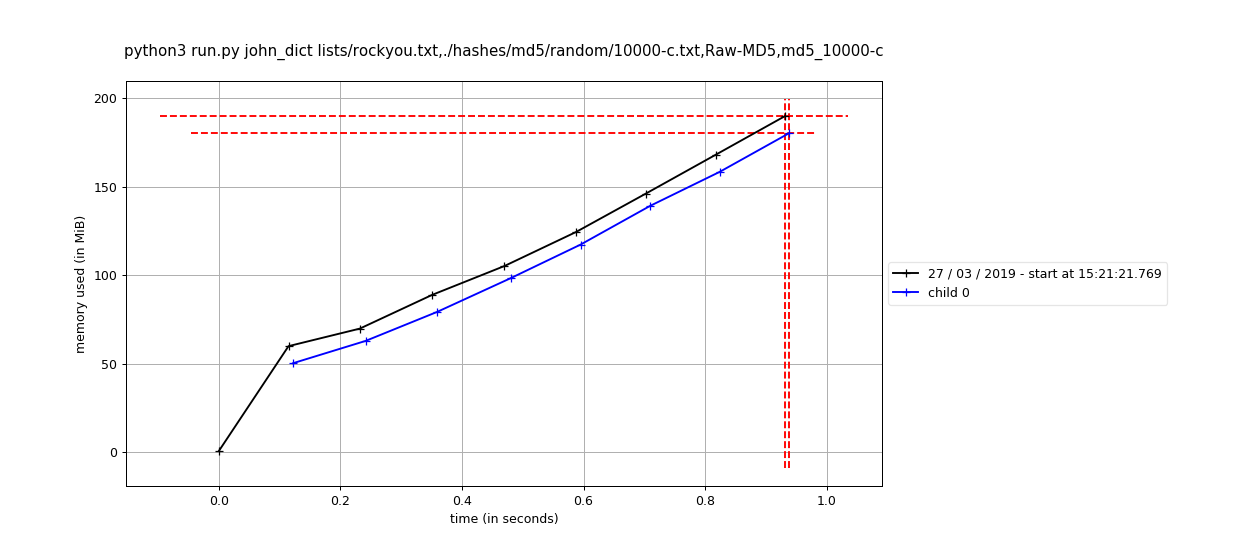 python3 run.py john_dict lists/rockyou.txt,./hashes/md5/random/10000-c.txt,Raw-MD5,md5_10000-c
200
150
100
50
0
memory used (in MiB)
0.0 0.2 0.4 0.6 0.8 1.0
time (in seconds)
27 / 03 / 2019 - start at 15:21:21.769
child 0